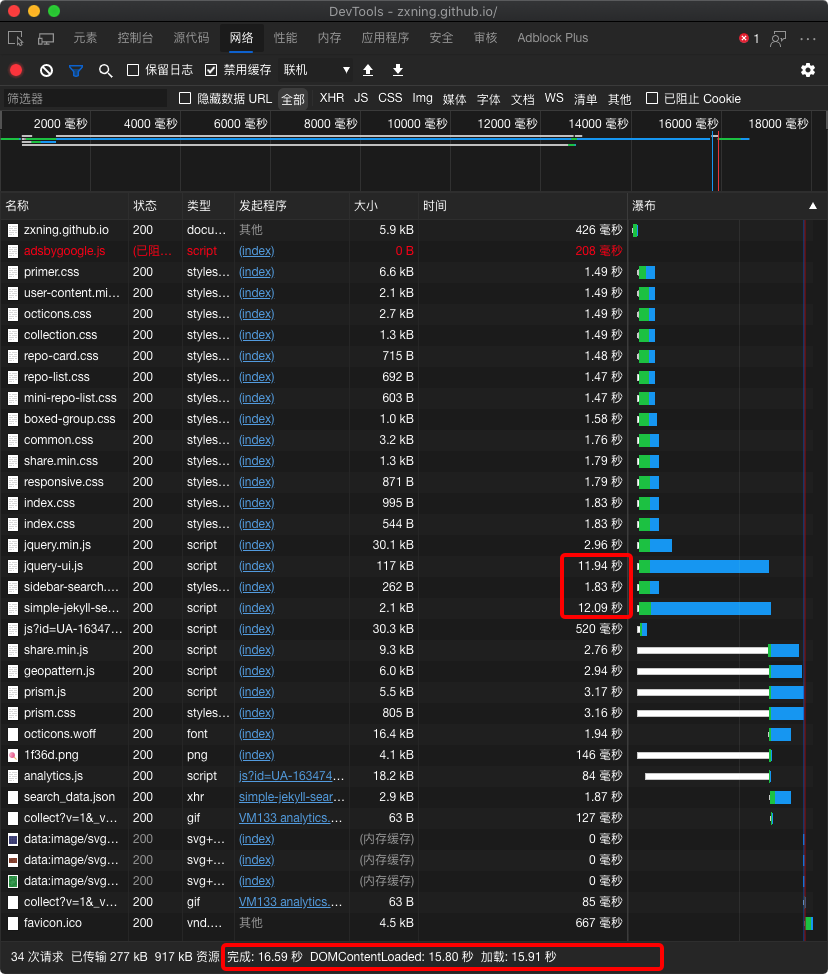 DevTools - zxning.github.io/
元素 控制台 源代码 网络 性能 内存 应用程序 安全 审核 Adblock Plus 1
保留日志 禁用缓存 联机
筛选器 隐藏数据 URL 全部 XHR JS CSS Img 媒体 字体 文档 WS 清单 其他 已阻止 Cookie
2000 毫秒 4000 毫秒 6000 毫秒 8000 毫秒 10000 毫秒 12000 毫秒 14000 毫秒 16000 毫秒 18000 毫秒
名称 状态 类型 发起程序 大小 时间 瀑布
zxning.github.io 200 docu... 其他 5.9 kB 426 毫秒
adsbygoogle.js (已阻... script (index) 0 B 208 毫秒
primer.css 200 styles... (index) 6.6 kB 1.49 秒
user-content.mi... 200 styles... (index) 2.1 kB 1.49 秒
octicons.css 200 styles... (index) 2.7 kB 1.49 秒
collection.css 200 styles... (index) 1.3 kB 1.49 秒
repo-card.css 200 styles... (index) 715 B 1.48 秒
repo-list.css 200 styles... (index) 692 B 1.47 秒
mini-repo-list.css 200 styles... (index) 603 B 1.47 秒
boxed-group.css 200 styles... (index) 1.0 kB 1.58 秒
common.css 200 styles... (index) 3.2 kB 1.76 秒
share.min.css 200 styles... (index) 1.3 kB 1.79 秒
responsive.css 200 styles... (index) 871 B 1.79 秒
index.css 200 styles... (index) 995 B 1.83 秒
index.css 200 styles... (index) 544 B 1.83 秒
jquery.min.js 200 script (index) 30.1 kB 2.96 秒
jquery-ui.js 200 script (index) 117 kB 11.94 秒
sidebar-search.... 200 styles... (index) 262 B 1.83 秒
simple-jekyll-se... 200 script (index) 2.1 kB 12.09 秒
js?id=UA-16347... 200 script (index) 30.3 kB 520 毫秒
share.min.js 200 script (index) 9.3 kB 2.76 秒
geopattern.js 200 script (index) 6.0 kB 2.94 秒
prism.js 200 script (index) 5.5 kB 3.17 秒
prism.css 200 styles... (index) 805 B 3.16 秒
octicons.woff 200 font (index) 16.4 kB 1.94 秒
1f36d.png 200 png (index) 4.1 kB 146 毫秒
analytics.js 200 script js?id=UA-163474... 18.2 kB 84 毫秒
search_data.json 200 xhr simple-jekyll-sear... 2.9 kB 1.87 秒
collect?v=1&_v... 200 gif VM133 analytics.... 63 B 127 毫秒
data:image/svg... 200 svg+... (index) (内存缓存) 0 毫秒
data:image/svg... 200 svg+... (index) (内存缓存) 0 毫秒
data:image/svg... 200 svg+... (index) (内存缓存) 0 毫秒
collect?v=1&_v... 200 gif VM133 analytics.... 63 B 85 毫秒
favicon.ico 200 vnd.... 其他 4.5 kB 667 毫秒
34 次请求 已传输 277 kB 917 kB 资源 完成: 16.59 秒 DOMContentLoaded: 15.80 秒 加载: 15.91 秒